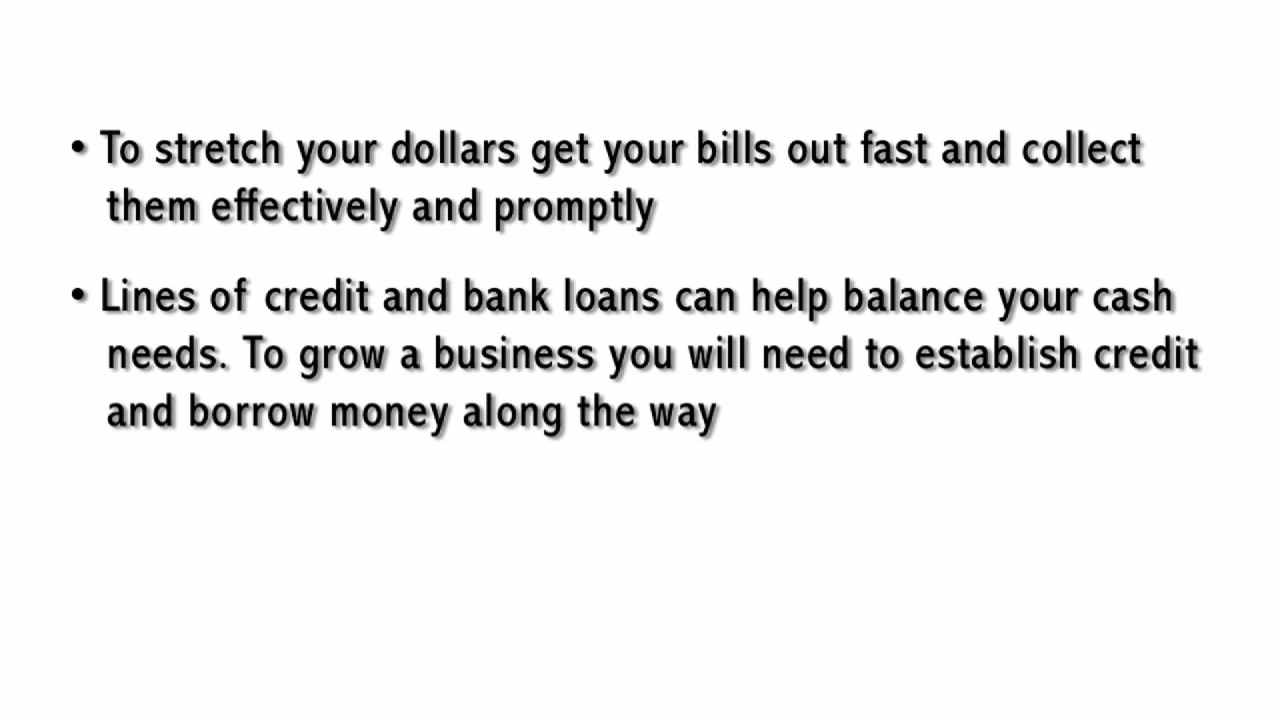 • To stretch your dollars get your bills out fast and collect
them effectively and promptly
• Lines of credit and bank loans can help balance your cash
needs. To grow a business you will need to establish credit
and borrow money along the way